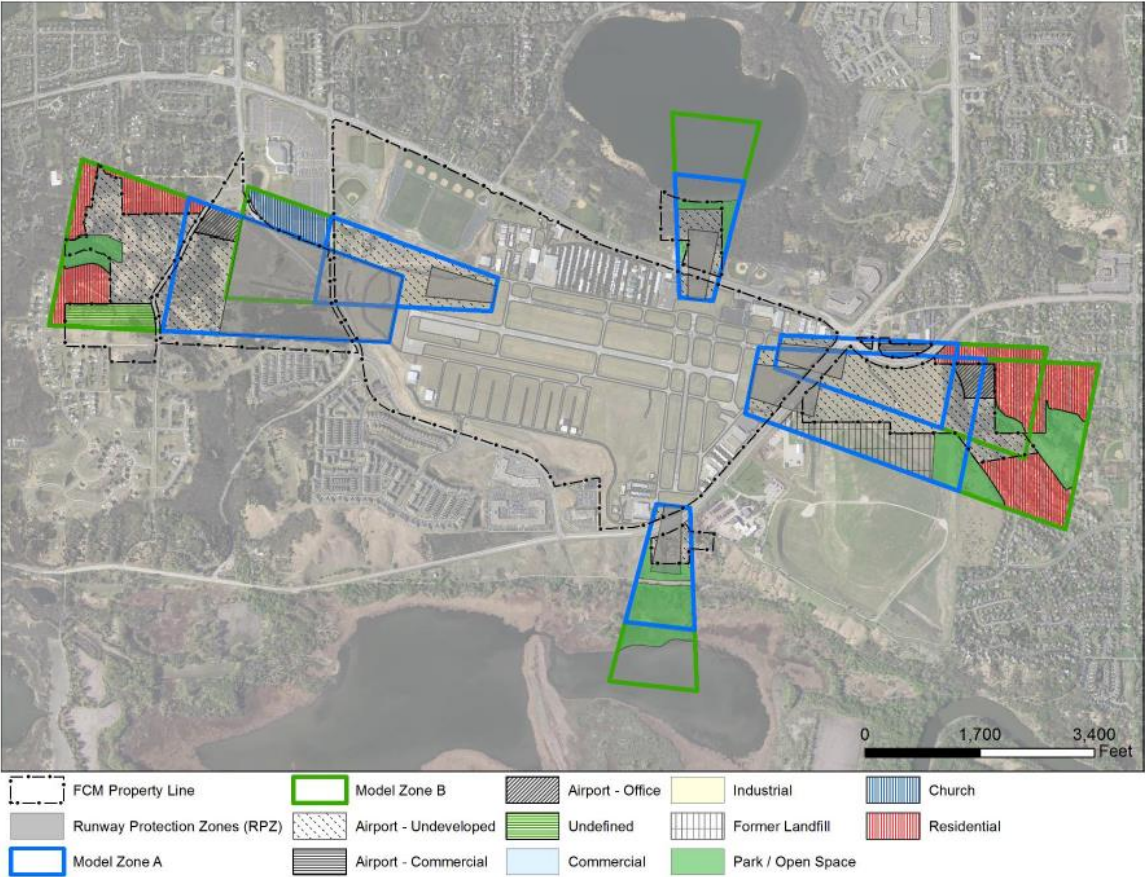 0 1,700 3,400
Feet
FCM Property Line
Model Zone B
Airport - Office
Industrial
Church
Runway Protection Zones (RPZ)
Airport - Undeveloped
Undefined
Former Landfill
Residential
Model Zone A
Airport - Commercial
Commercial
Park / Open Space